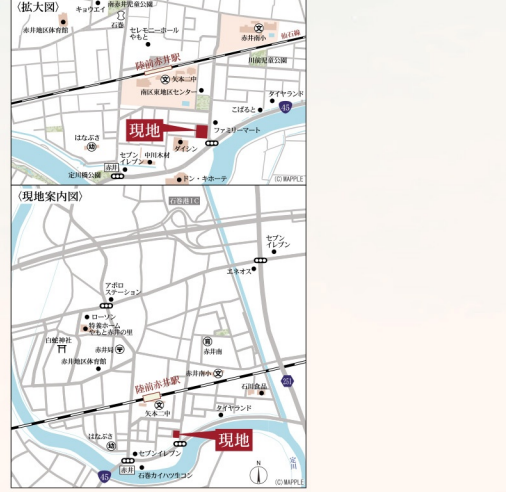 〈拡大図〉
キョウエイ
南赤井児童公園
石巻
赤井地区体育館
セレモニーホール
やもと
赤井南小
仙石線
陸前赤井駅
川前児童公園
矢本二中
南区東地区センター
タイヤランド
こぱると
45
現地
ファミリーマート
はなぶさ
ダイシン
セブン
イレブン
中川木材
赤井
定川橋公園
ドン・キホーテ
(C)MAPPLE
〈現地案内図〉
石巻港IC
セブン
イレブン
エネオス
アポロ
ステーション
ローソン
特養ホーム
やもと赤井の里
白蛇神社
赤井局
赤井南
赤井地区体育館
赤井南小
251
陸前赤井駅
石川食品
矢本二中
タイヤランド
はなぶさ
現地
セブンイレブン
定川
赤井
45
石巻カイハツ生コン
N
(C)MAPPLE